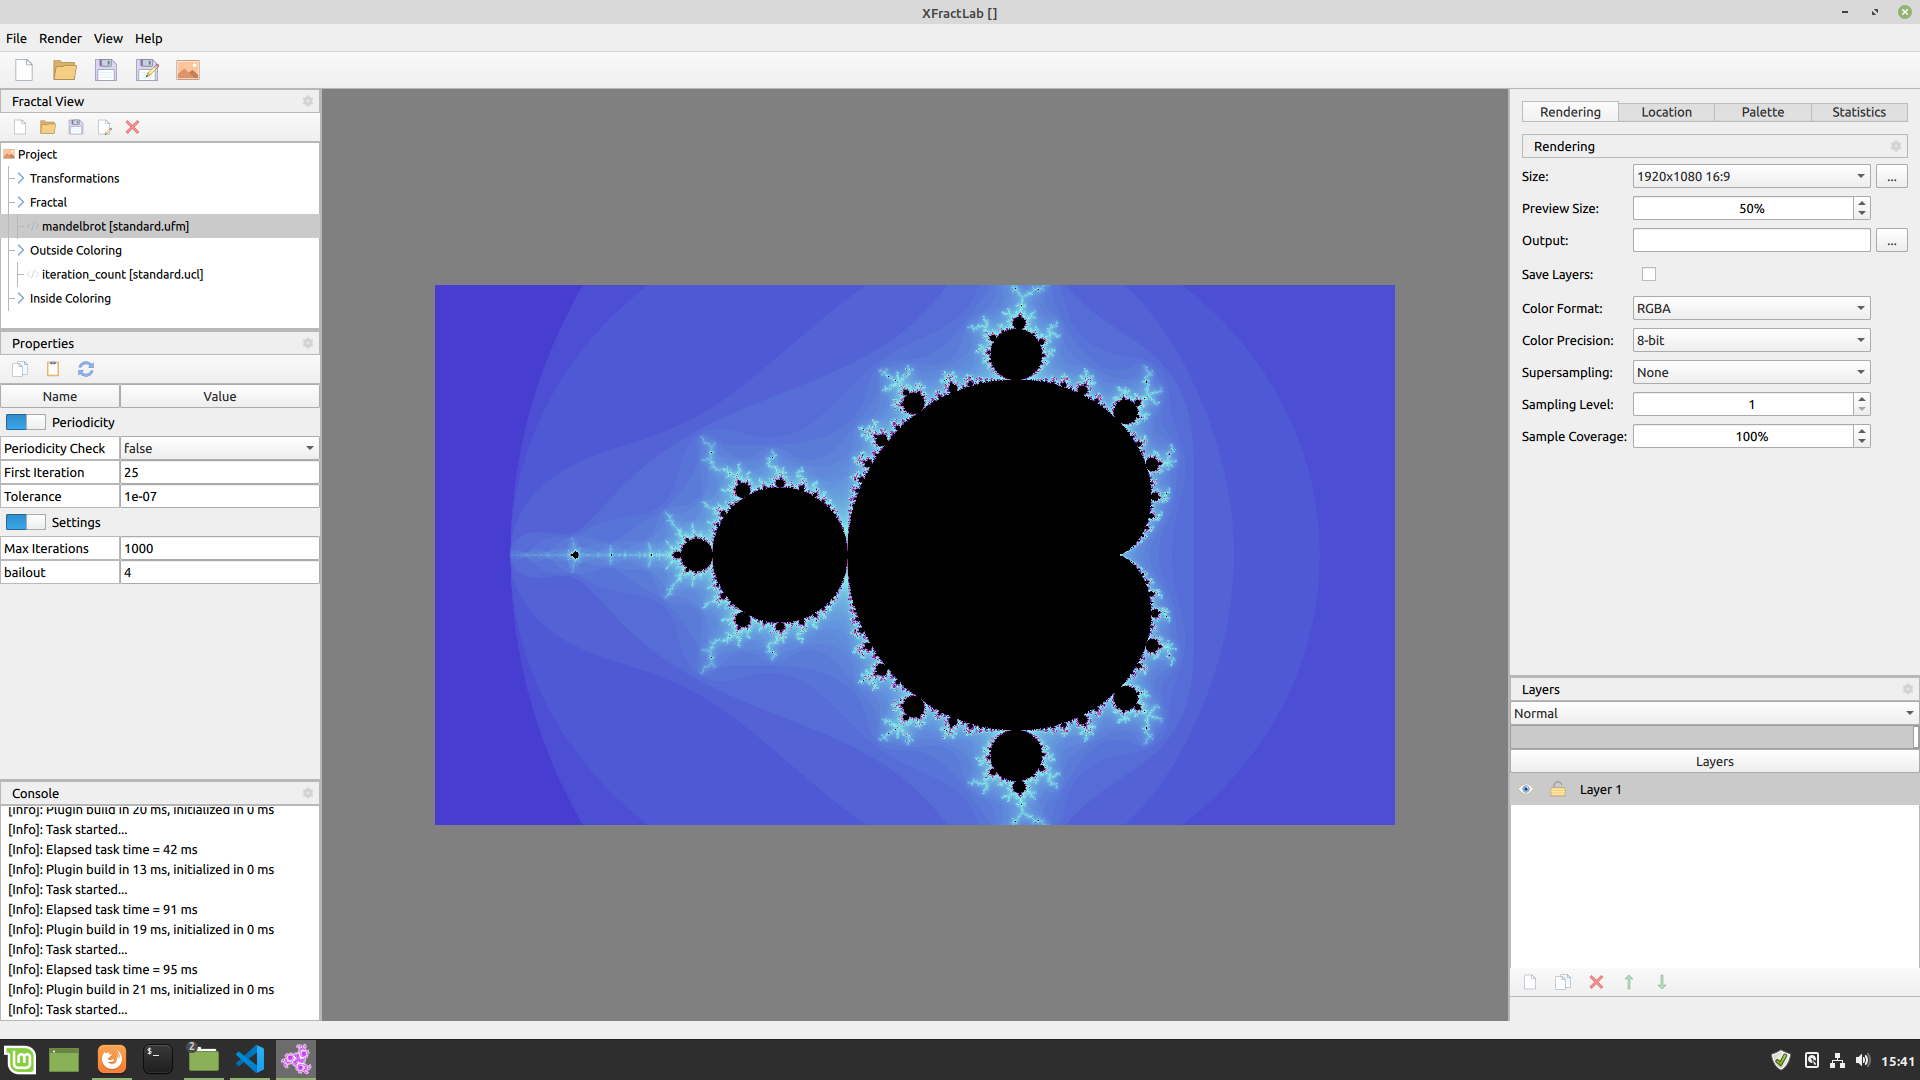 XFractLab []
File Render View Help
Fractal View
Project
Transformations
Fractal
mandelbrot [standard.ufm]
Outside Coloring
iteration_count [standard.ucl]
Inside Coloring
Properties
Name Value
Periodicity
Periodicity Check false
First Iteration 25
Tolerance 1e-07
Settings
Max Iterations 1000
bailout 4
Console
[Info]: Plugin build in 20 ms, initialized in 0 ms
[Info]: Task started...
[Info]: Elapsed task time = 42 ms
[Info]: Plugin build in 13 ms, initialized in 0 ms
[Info]: Task started...
[Info]: Elapsed task time = 91 ms
[Info]: Plugin build in 19 ms, initialized in 0 ms
[Info]: Task started...
[Info]: Elapsed task time = 95 ms
[Info]: Plugin build in 21 ms, initialized in 0 ms
[Info]: Task started...
Rendering Location Palette Statistics
Rendering
Size: 1920x1080 16:9 ...
Preview Size: 50%
Output: ...
Save Layers:
Color Format: RGBA
Color Precision: 8-bit
Supersampling: None
Sampling Level: 1
Sample Coverage: 100%
Layers
Normal
Layers
Layer 1
2
15:41